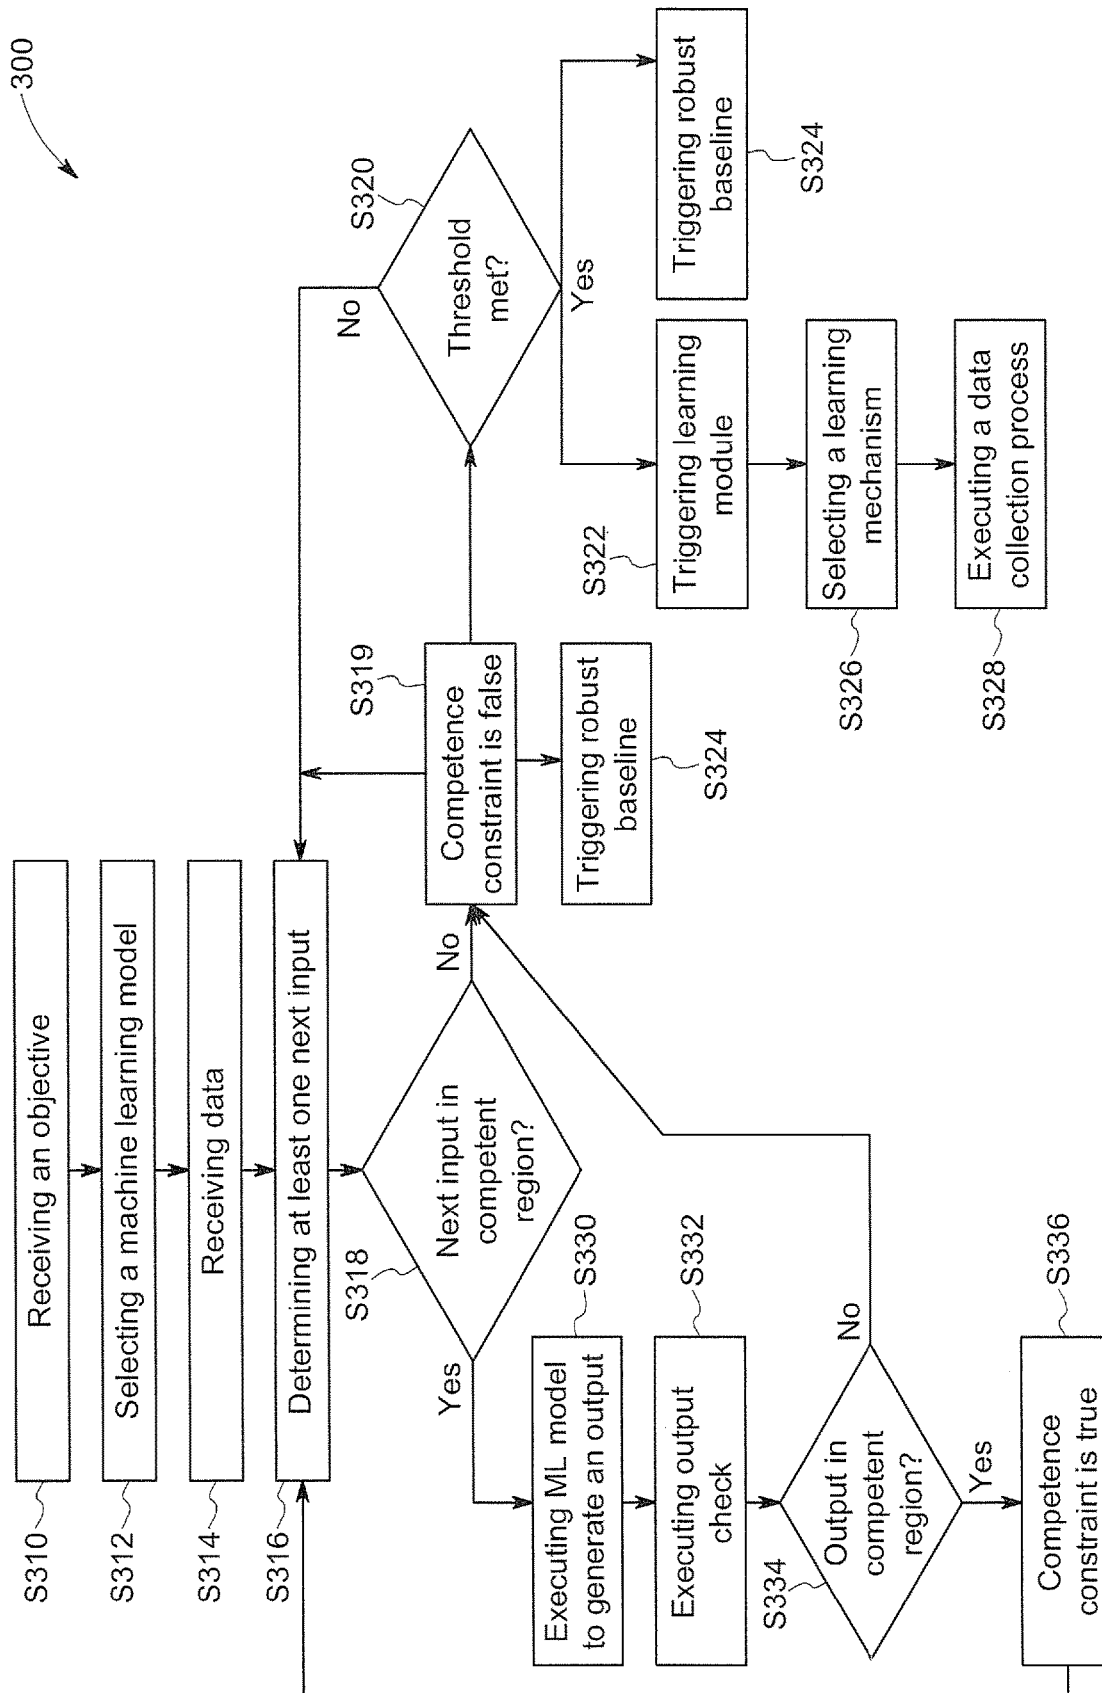 300
S310
Receiving an objective
S312
Selecting a machine learning model
S314
Receiving data
S316
Determining at least one next input
S318
Next input in
competent
region?
Yes
No
S330
Executing ML model
to generate an output
S332
Executing output
check
S334
Output in
competent
region?
No
Yes
S336
Competence
constraint is true
S319
Competence
constraint is false
Triggering robust
baseline
S324
S320
Threshold
met?
No
Yes
S322
Triggering learning
module
Triggering robust
baseline
S324
Selecting a learning
mechanism
S326
Executing a data
collection process
S328